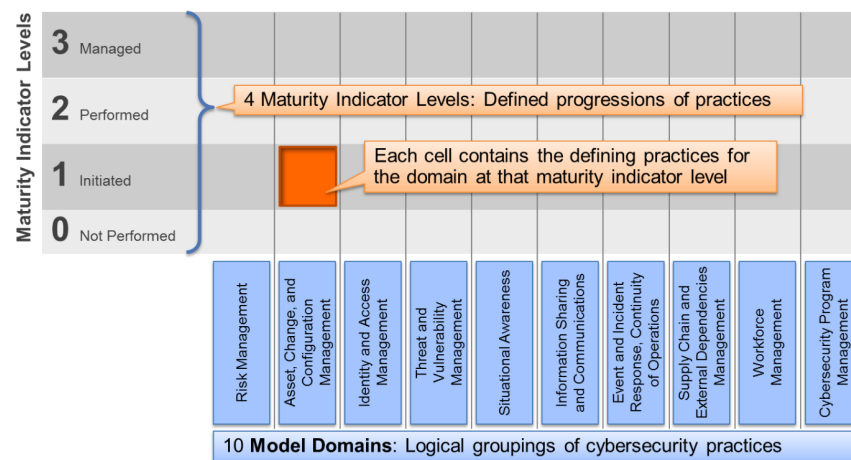 Maturity Indicator Levels
3 Managed
4 Maturity Indicator Levels: Defined progressions of practices
2 Performed
Each cell contains the defining practices for
the domain at that maturity indicator level
1 Initiated
0 Not Performed
Risk Management
Asset, Change, and
Configuration
Management
Identity and Access
Management
Threat and
Vulnerability
Management
Situational Awareness
Information Sharing
and Communications
Event and Incident
Response, Continuity
of Operations
Supply Chain and
External Dependencies
Management
Workforce
Management
Cybersecurity Program
Management
10 Model Domains: Logical groupings of cybersecurity practices